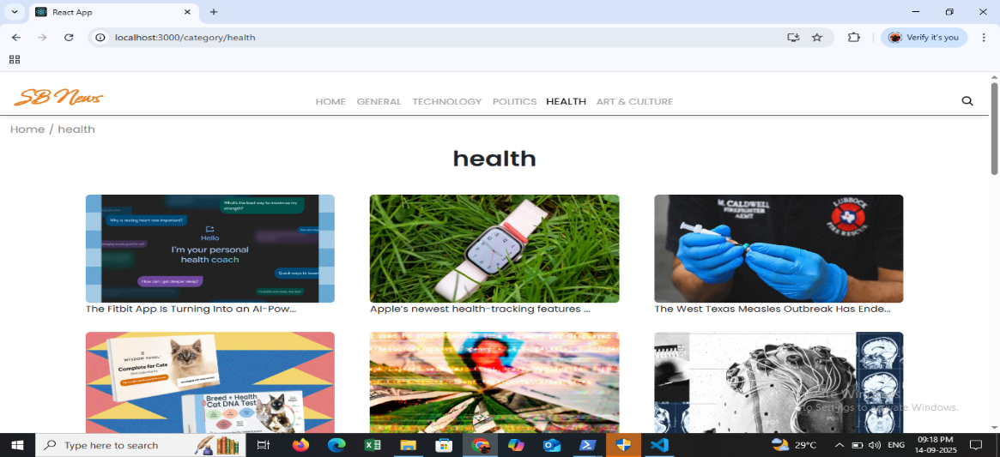 React App
localhost:3000/category/health
Verify it's you
SB News
HOME GENERAL TECHNOLOGY POLITICS HEALTH ART & CULTURE
Home / health
health
What's the best way to maximize my
strength?
Why is resting heart rate important?
Hello
I'm your personal
health coach
Quick ways to lower
How can I get deeper sleep?
M. CALDWELL
FIREFIGHTER
AEMT
LUBBOCK
FIRE RESCUE
The Fitbit App Is Turning Into an AI-Pow...
Apple's newest health-tracking features ...
The West Texas Measles Outbreak Has Ende...
WISDOM PANEL
Complete for Cats
Breed + Health
Cat DNA Test
to Settings to activate Windows.
Type here to search
29°C
ENG
09:18 PM
14-09-2025